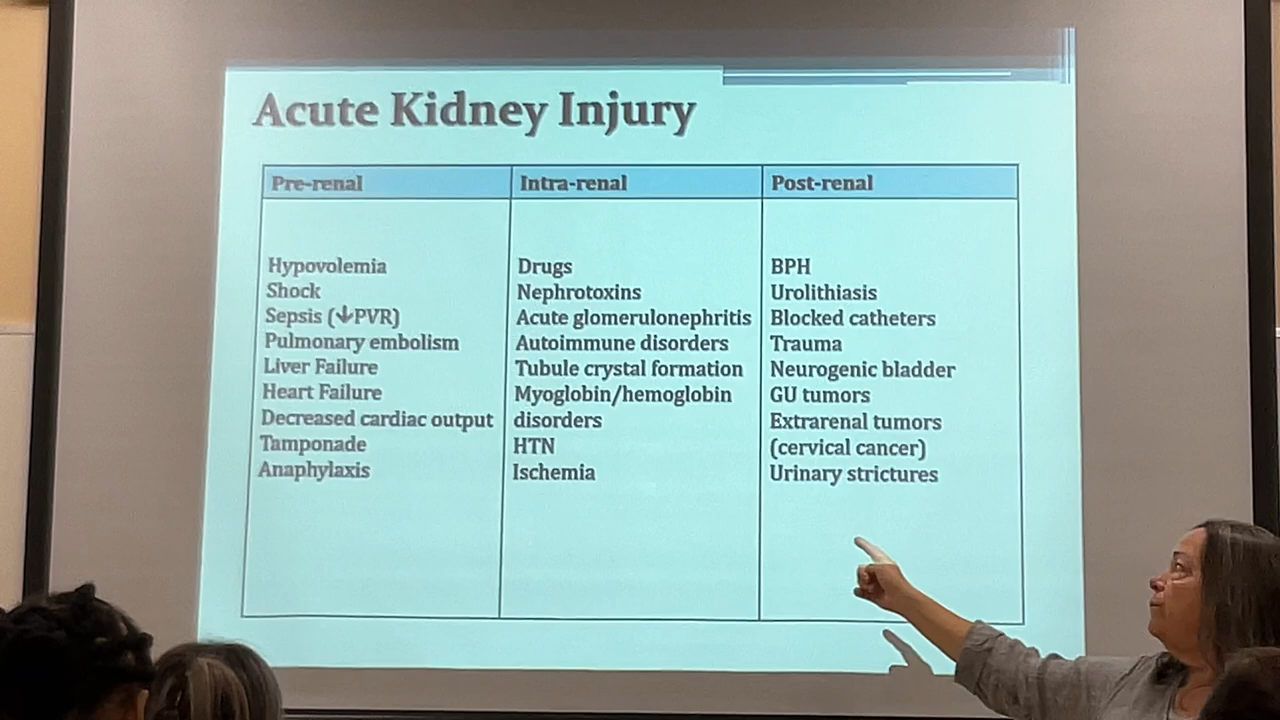 Acute Kidney Injury
Pre-renal
Hypovolemia
Shock
Sepsis (↓PVR)
Pulmonary embolism
Liver Failure
Heart Failure
Decreased cardiac output
Tamponade
Anaphylaxis
Intra-renal
Drugs
Nephrotoxins
Acute glomerulonephritis
Autoimmune disorders
Tubule crystal formation
Myoglobin/hemoglobin
disorders
HTN
Ischemia
Post-renal
BPH
Urolithiasis
Blocked catheters
Trauma
Neurogenic bladder
GU tumors
Extrarenal tumors
(cervical cancer)
Urinary strictures